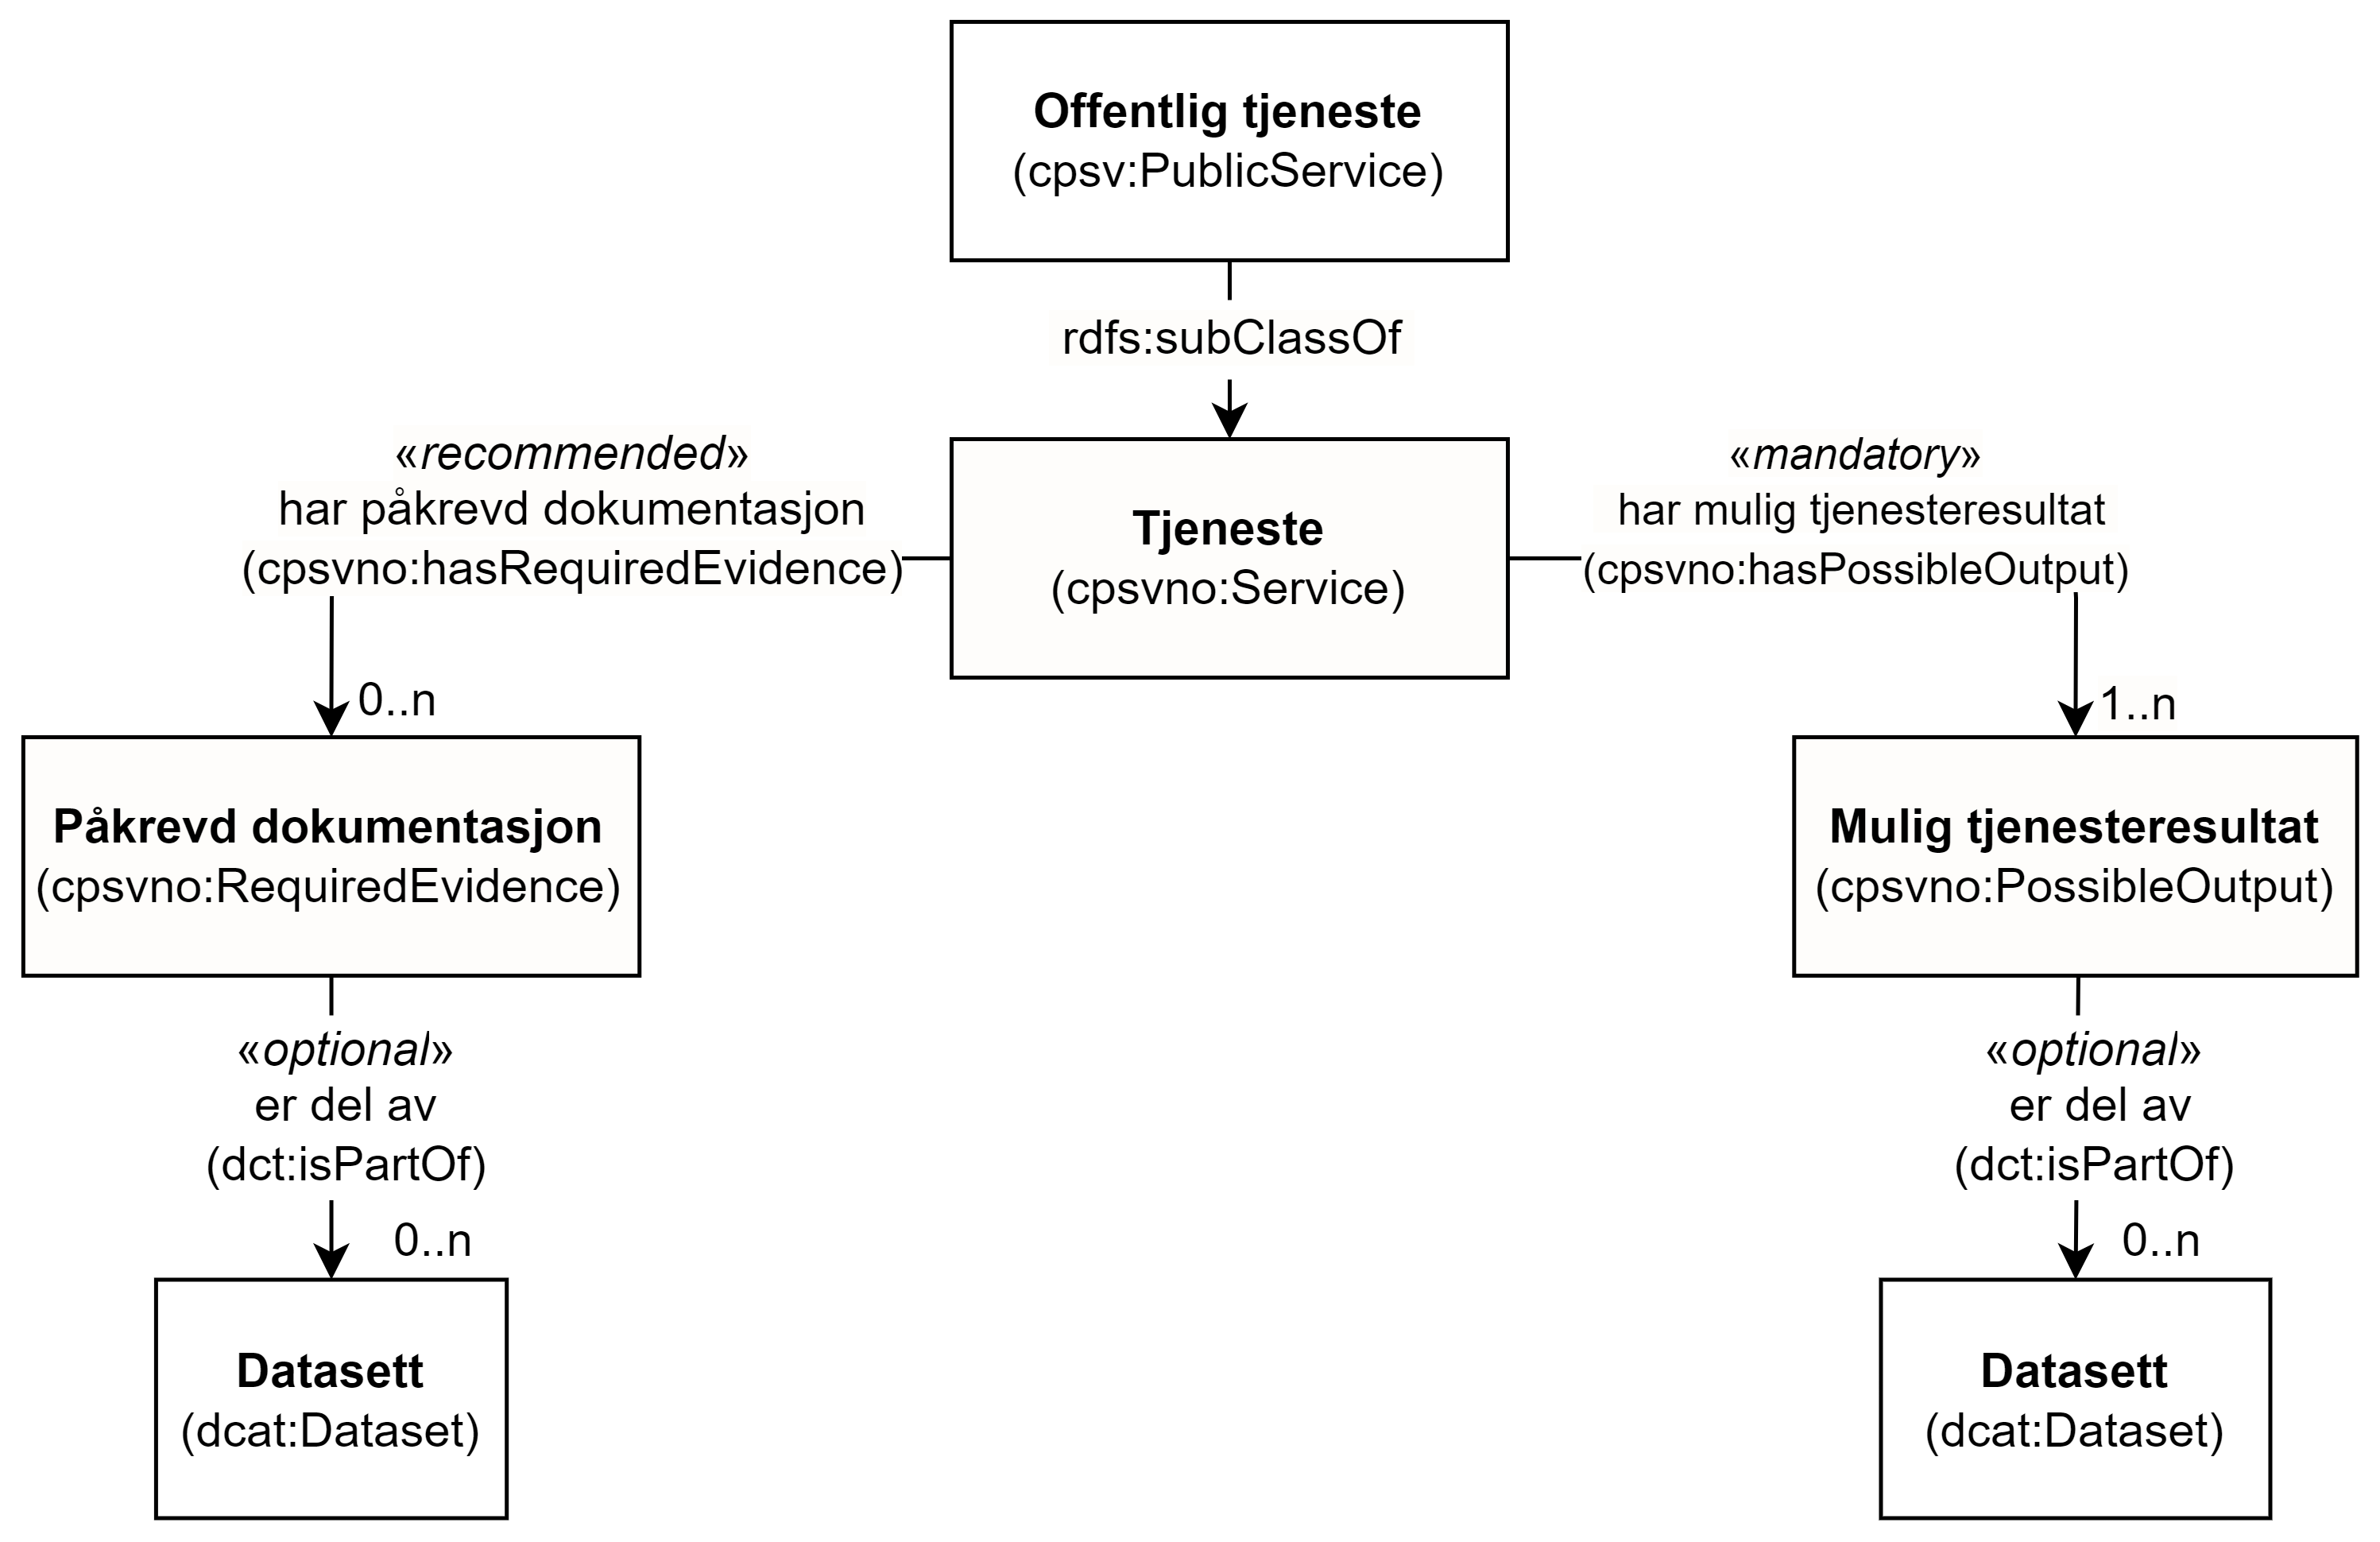 Offentlig tjeneste
(cpsv:PublicService)
rdfs:subClassOf
«recommended»
har påkrevd dokumentasjon
(cpsvno:hasRequiredEvidence)
0..n
Tjeneste
(cpsvno:Service)
«mandatory»
har mulig tjenesteresultat
(cpsvno:hasPossibleOutput)
1..n
Påkrevd dokumentasjon
(cpsvno:RequiredEvidence)
Mulig tjenesteresultat
(cpsvno:PossibleOutput)
«optional»
er del av
(dct:isPartOf)
0..n
«optional»
er del av
(dct:isPartOf)
0..n
Datasett
(dcat:Dataset)
Datasett
(dcat:Dataset)